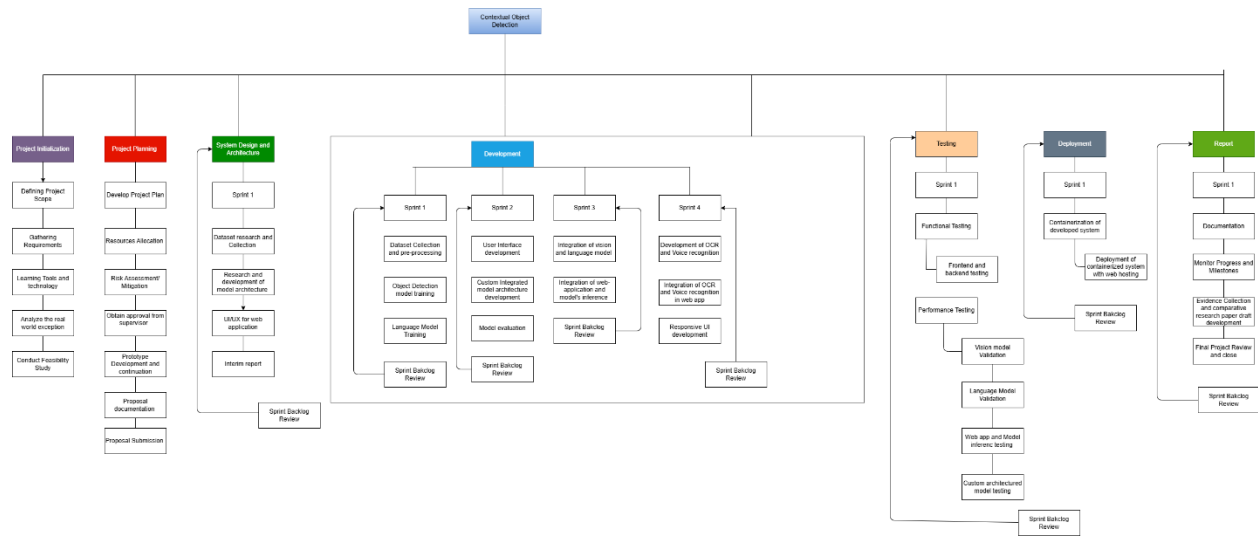 Contextual Object
Detection
Project Initialization
Defining Project
Scope
Gathering
Requirements
Learning Tools and
technology
Analyze the real
world exception
Conduct Feasibility
Study
Project Planning
Develop Project Plan
Resources Allocation
Risk Assessment/
Mitigation
Obtain approval from
supervisor
Prototype
Development and
continuation
Proposal
documentation
Proposal Submission
System Design and
Architecture
Sprint 1
Dataset research and
Collection
Research and
development of
model architecture
UI/UX for web
application
Interim report
Sprint Backlog
Review
Development
Sprint 1
Dataset Collection
and pre-processing
Object Detection
model training
Language Model
Training
Sprint Bakclog
Review
Sprint 2
User Interface
development
Custom Integrated
model architecture
development
Model evaluation
Sprint Bakclog
Review
Sprint 3
Integration of vision
and language model
Integration of web-
application and
model's inference
Sprint Bakclog
Review
Sprint 4
Development of OCR
and Voice recognition
Integration of OCR
and Voice recognition
in web app
Responsive UI
development
Sprint Bakclog
Review
Testing
Sprint 1
Functional Testing
Frontend and
backend testing
Performance Testing
Vision modal
Validation
Language Model
Validation
Web app and Model
inferenc testing
Custom architectured
model testing
Sprint Bakclog
Review
Deployment
Sprint 1
Containerization of
developed system
Deployment of
containerized system
with web hosting
Sprint Bakclog
Review
Report
Sprint 1
Documentation
Monitor Progress and
Milestones
Evidence Collection
and comparative
research paper draft
development
Final Project Review
and close
Sprint Bakclog
Review